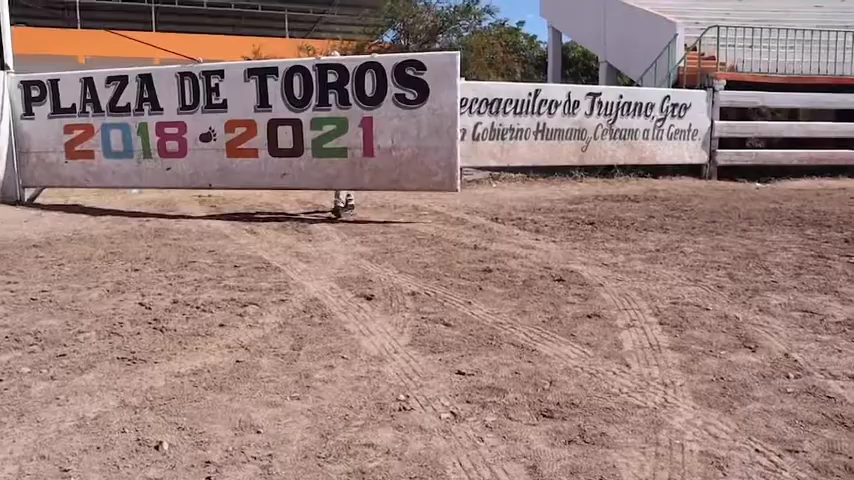 PLAZA DE TOROS
2018-2021
ecoacuilco de Trujano, Gro
Gobierno Humano, Cercano a la Gente